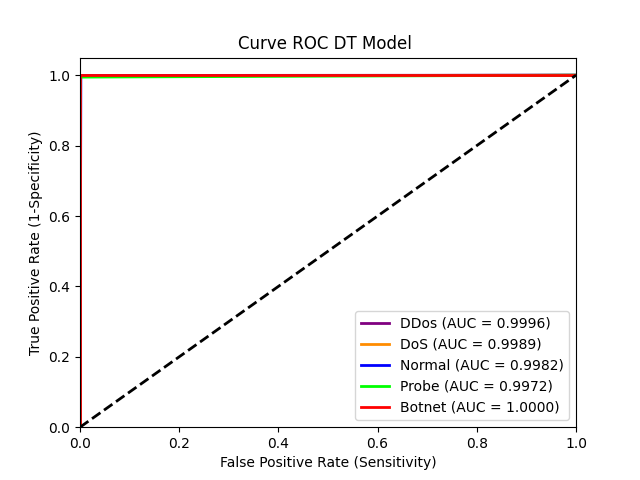 Curve ROC DT Model
True Positive Rate (1-Specificity)
1.0
0.8
0.6
0.4
0.2
0.0
DDos (AUC = 0.9996)
DoS (AUC = 0.9989)
Normal (AUC = 0.9982)
Probe (AUC = 0.9972)
Botnet (AUC = 1.0000)
0.0 0.2 0.4 0.6 0.8 1.0
False Positive Rate (Sensitivity)